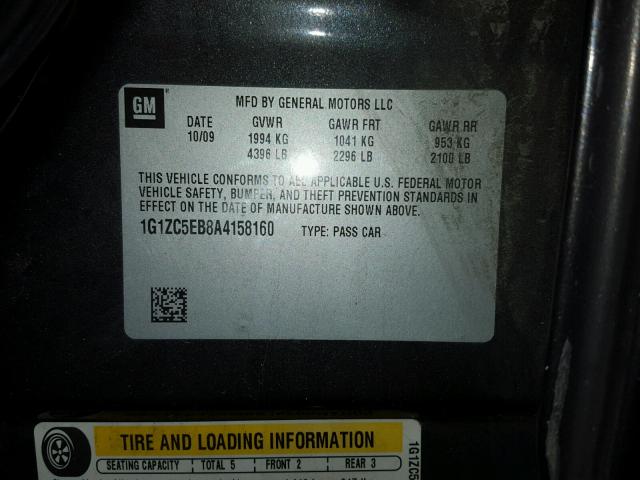 GM
MFD BY GENERAL MOTORS LLC
DATE GVWR GAWR FRT GAWR RR
10/09 1994 KG 1041 KG 953 KG
4396 LB 2296 LB 2100 LB
THIS VEHICLE CONFORMS TO ALL APPLICABLE U.S. FEDERAL MOTOR
VEHICLE SAFETY, BUMPER, AND THEFT PREVENTION STANDARDS IN
EFFECT ON THE DATE OF MANUFACTURE SHOWN ABOVE.
1G1ZC5EB8A4158160 TYPE: PASS CAR
TIRE AND LOADING INFORMATION
SEATING CAPACITY TOTAL 5 FRONT 2 REAR 3
1G1ZC5